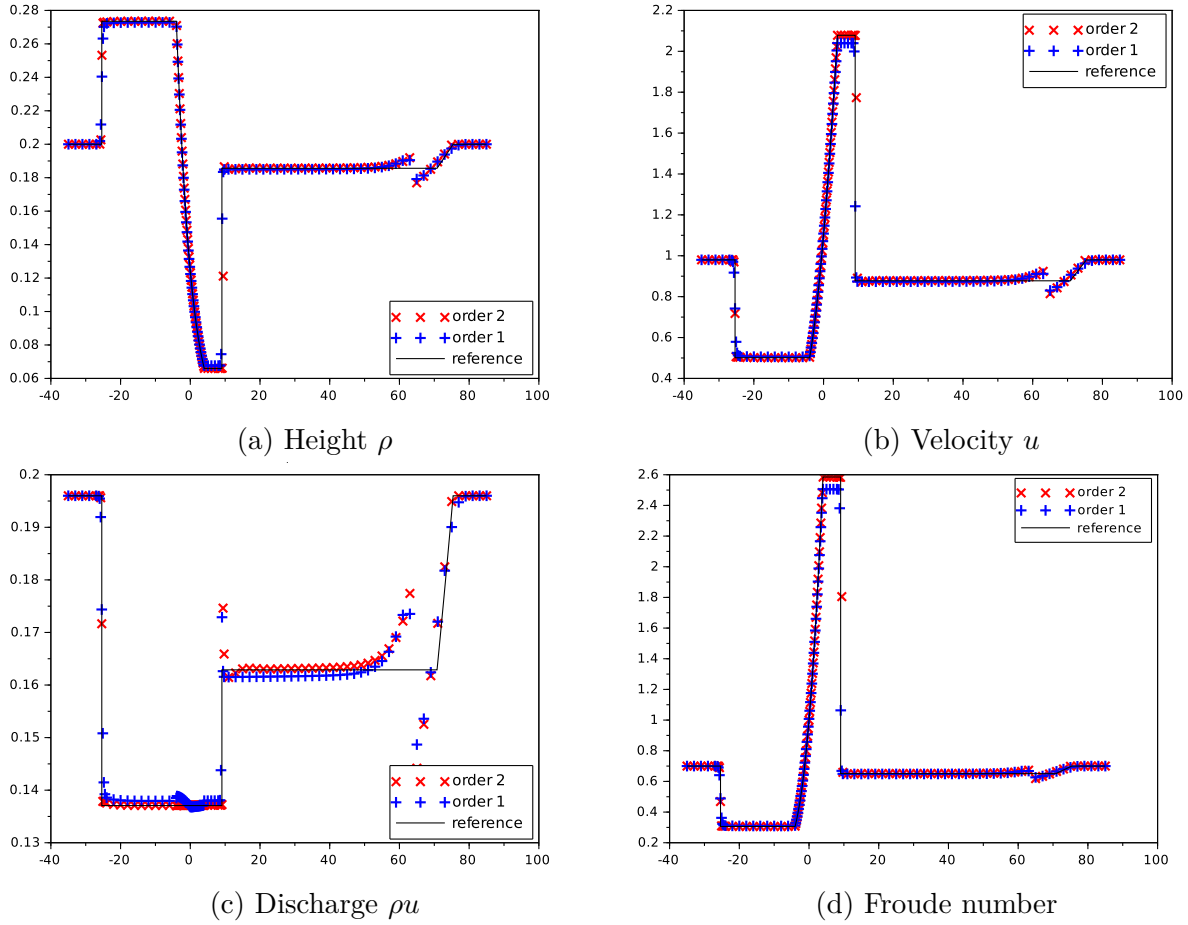 0.28
0.26
0.24
0.22
0.2
0.18
0.16
0.14
0.12
0.1
0.08
0.06
-40 -20 0 20 40 60 80 100
order 2
order 1
reference
(a) Height ρ
2.2
2
1.8
1.6
1.4
1.2
1
0.8
0.6
0.4
-40 -20 0 20 40 60 80 100
order 2
order 1
reference
(b) Velocity u
0.2
0.19
0.18
0.17
0.16
0.15
0.14
0.13
-40 -20 0 20 40 60 80 100
order 2
order 1
reference
(c) Discharge ρu
2.6
2.4
2.2
2
1.8
1.6
1.4
1.2
1
0.8
0.6
0.4
0.2
-40 -20 0 20 40 60 80 100
order 2
order 1
reference
(d) Froude number